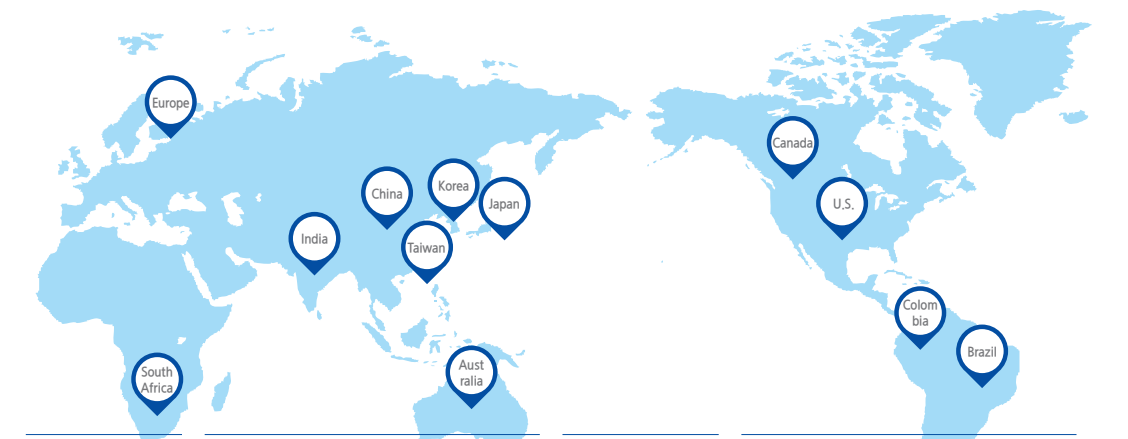 Europe
Canada
China
Korea
Japan
U.S.
India
Taiwan
Colom
bia
Brazil
South
Africa
Aust
ralia